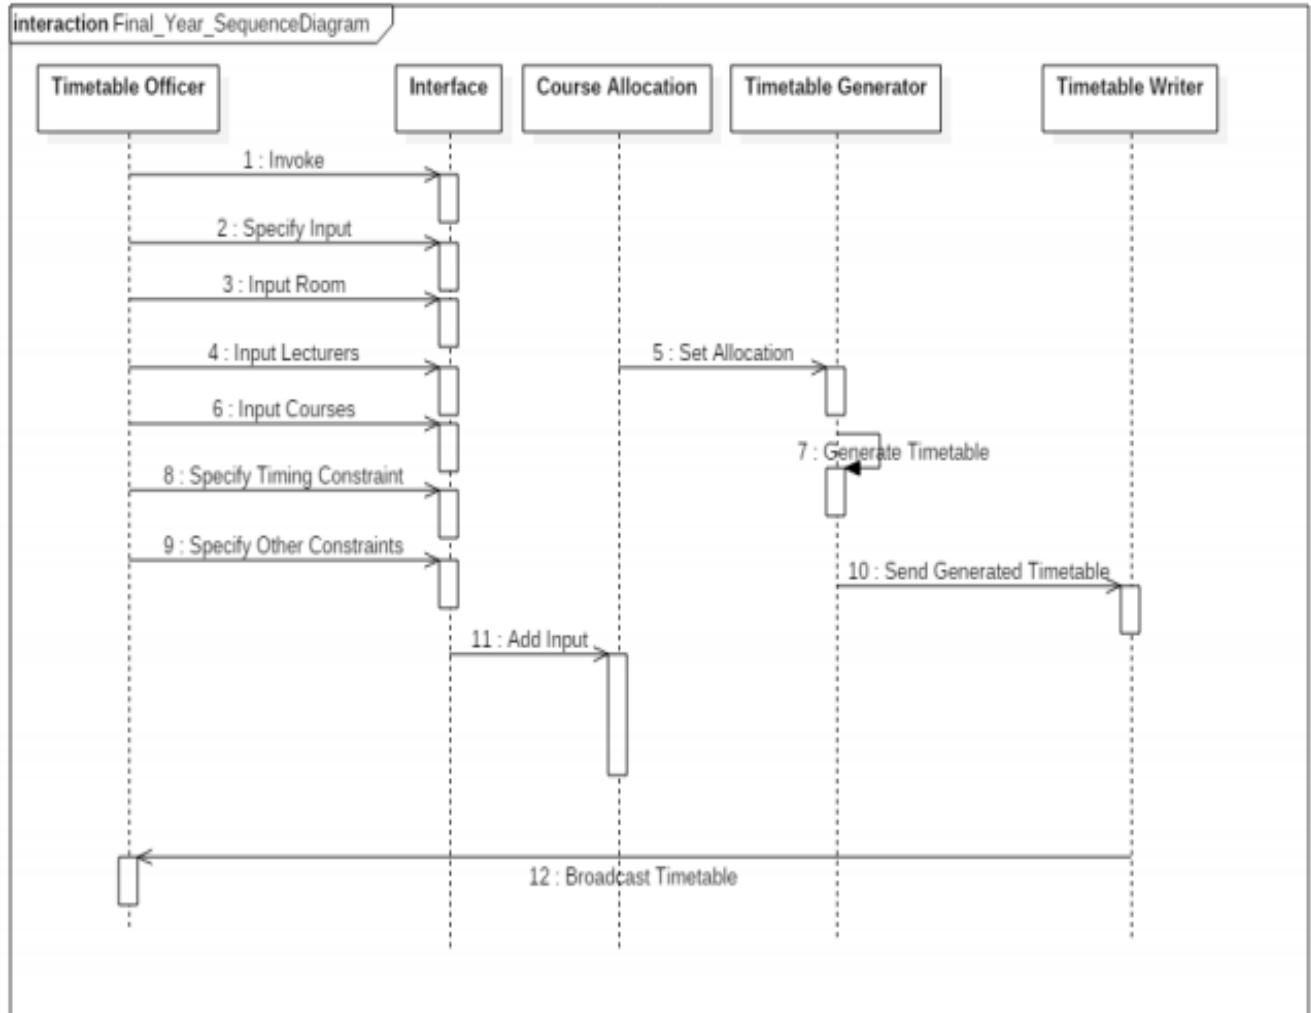 interaction Final_Year_SequenceDiagram
Timetable Officer
Interface
Course Allocation
Timetable Generator
Timetable Writer
1 : Invoke
2 : Specify Input
3 : Input Room
4 : Input Lecturers
5 : Set Allocation
6 : Input Courses
7 : Generate Timetable
8 : Specify Timing Constraint
9 : Specify Other Constraints
10 : Send Generated Timetable
11 : Add Input
12 : Broadcast Timetable